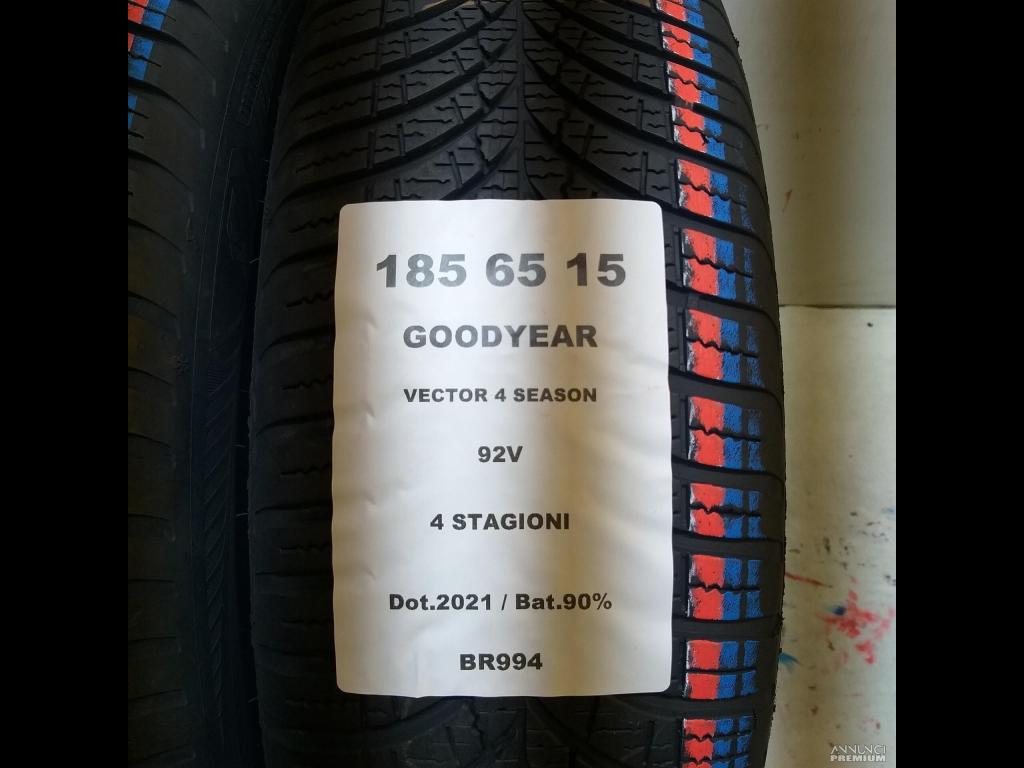 185 65 15
GOODYEAR
VECTOR 4 SEASON
92V
4 STAGIONI
Dot.2021 / Bat.90%
BR994
ANNUNCI
PREMIUM